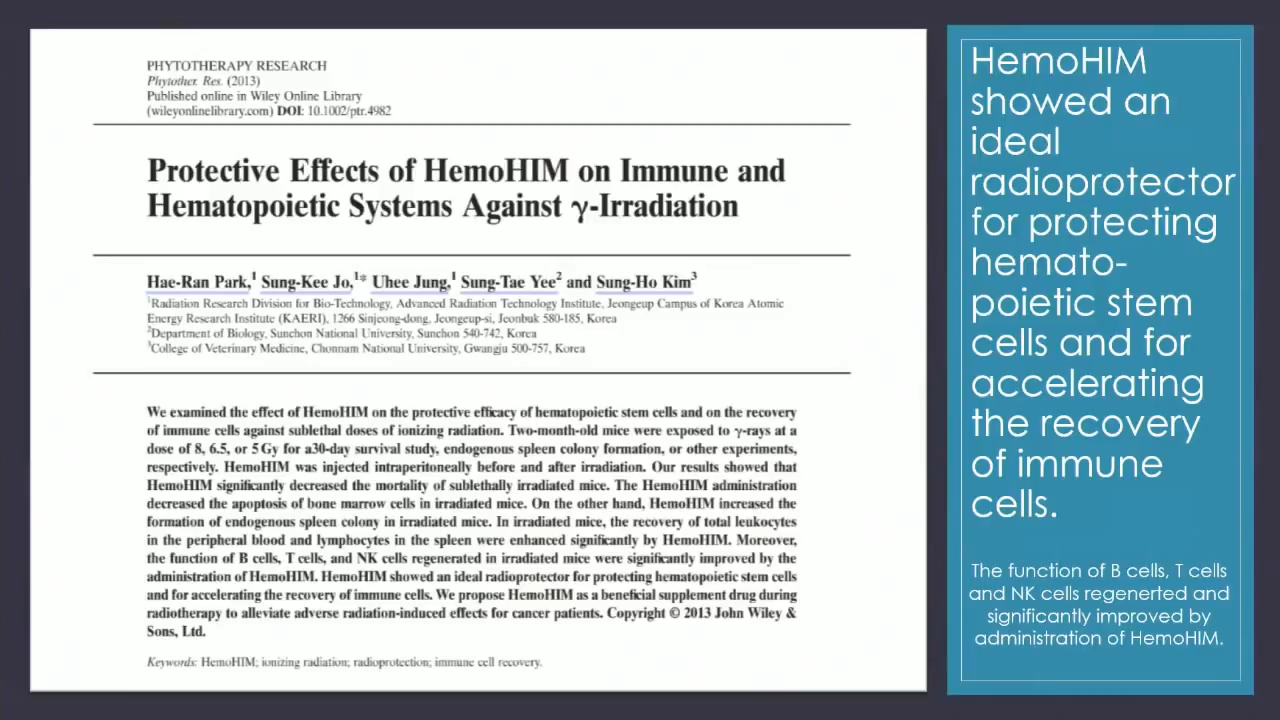 PHYTOTHERAPY RESEARCH
Phytother. Res. (2013)
Published online in Wiley Online Library
(wileyonlinelibrary.com) DOI: 10.1002/ptr.4982
Protective Effects of HemoHIM on Immune and
Hematopoietic Systems Against γ-Irradiation
Hae-Ran Park,1 Sung-Kee Jo,1* Uhee Jung,1 Sung-Tae Yee2 and Sung-Ho Kim3
1Radiation Research Division for Bio-Technology, Advanced Radiation Technology Institute, Jeongeup Campus of Korea Atomic
Energy Research Institute (KAERI), 1266 Sinjeong-dong, Jeongeup-si, Jeonbuk 580-185, Korea
2Department of Biology, Sunchon National University, Sunchon 540-742, Korea
3College of Veterinary Medicine, Chonnam National University, Gwangju 500-757, Korea
We examined the effect of HemoHIM on the protective efficacy of hematopoietic stem cells and on the recovery
of immune cells against sublethal doses of ionizing radiation. Two-month-old mice were exposed to γ-rays at a
dose of 8, 6.5, or 5 Gy for a30-day survival study, endogenous spleen colony formation, or other experiments,
respectively. HemoHIM was injected intraperitoneally before and after irradiation. Our results showed that
HemoHIM significantly decreased the mortality of sublethally irradiated mice. The HemoHIM administration
decreased the apoptosis of bone marrow cells in irradiated mice. On the other hand, HemoHIM increased the
formation of endogenous spleen colony in irradiated mice. In irradiated mice, the recovery of total leukocytes
in the peripheral blood and lymphocytes in the spleen were enhanced significantly by HemoHIM. Moreover,
the function of B cells, T cells, and NK cells regenerated in irradiated mice were significantly improved by the
administration of HemoHIM. HemoHIM showed an ideal radioprotector for protecting hematopoietic stem cells
and for accelerating the recovery of immune cells. We propose HemoHIM as a beneficial supplement drug during
radiotherapy to alleviate adverse radiation-induced effects for cancer patients. Copyright © 2013 John Wiley &
Sons, Ltd.
Keywords: HemoHIM; ionizing radiation; radioprotection; immune cell recovery.
HemoHIM
showed an
ideal
radioprotector
for protecting
hemato-
poietic stem
cells and for
accelerating
the recovery
of immune
cells.
The function of B cells, T cells
and NK cells regenerted and
significantly improved by
administration of HemoHIM.